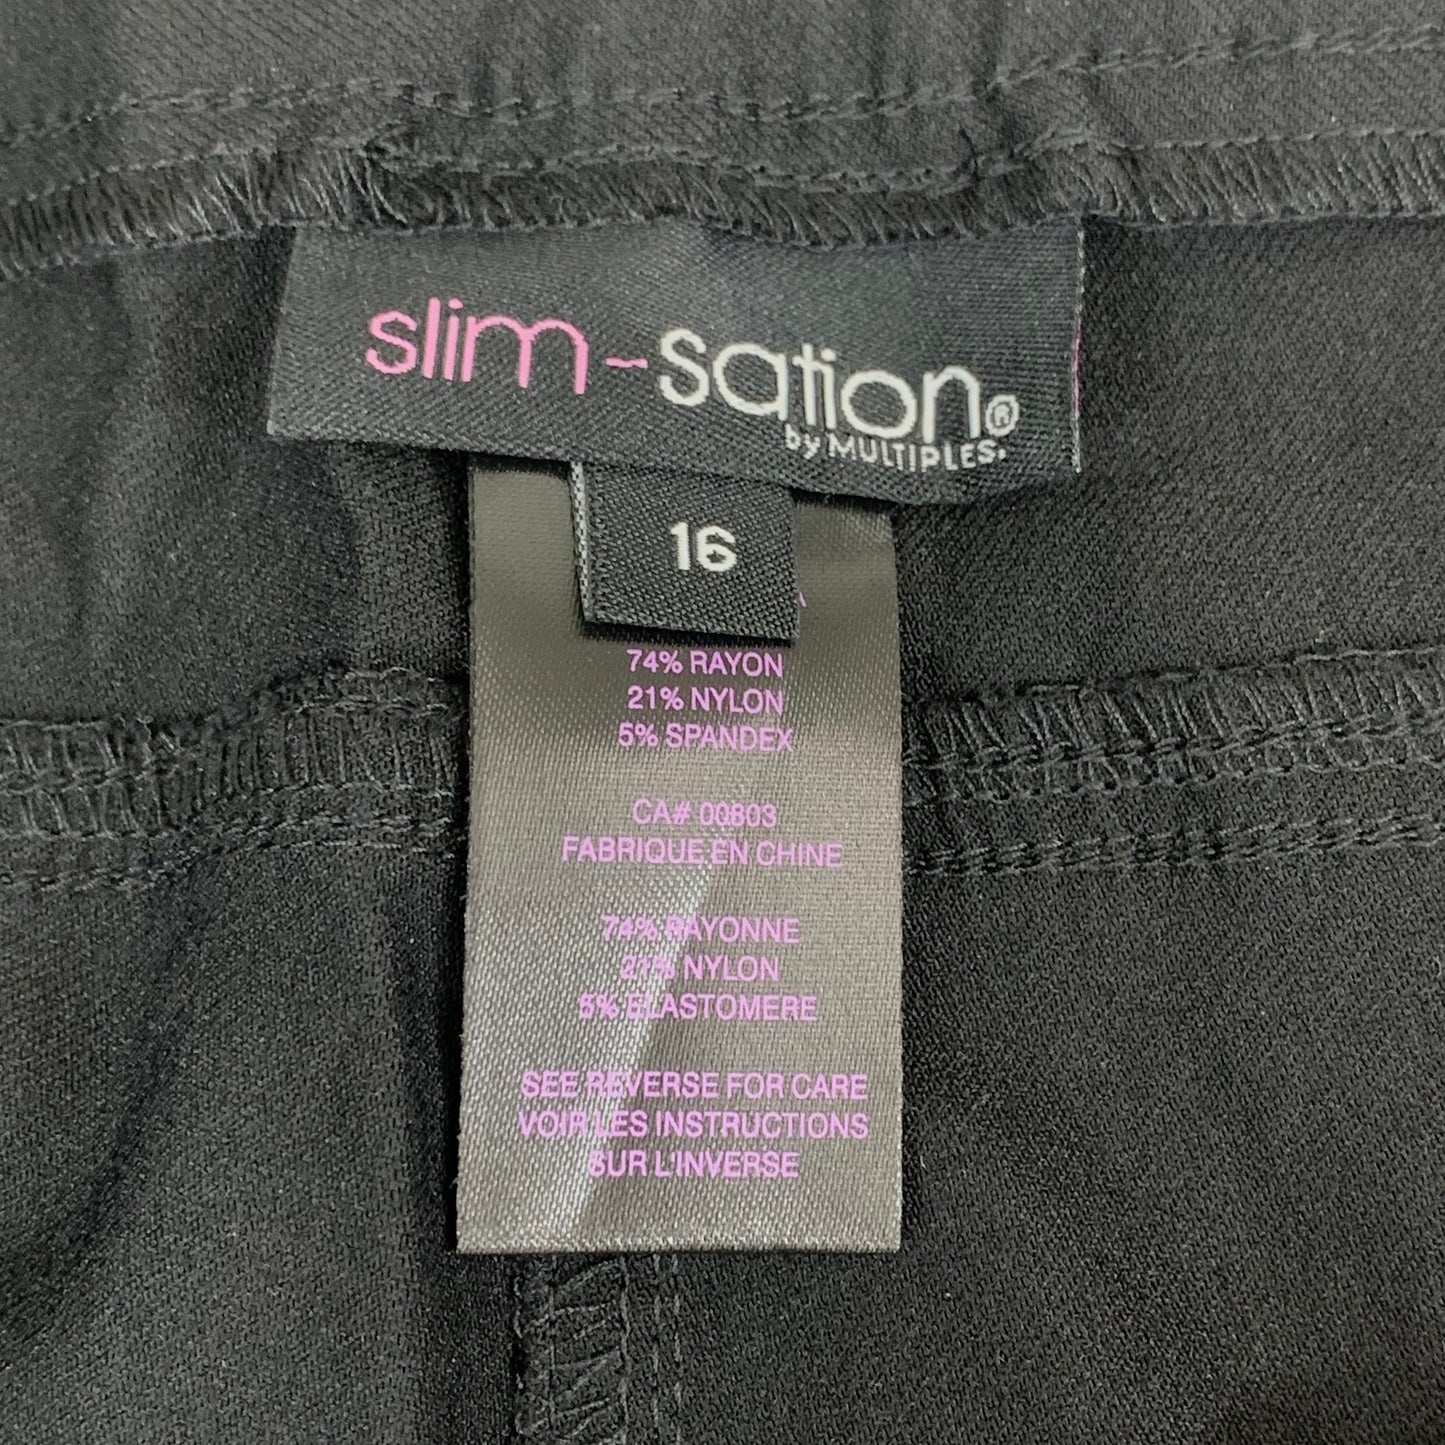 slim-sation®
by MULTIPLES.
16
74% RAYON
21% NYLON
5% SPANDEX
CA# 00803
FABRIQUE EN CHINE
74% RAYONNE
21% NYLON
5% ELASTOMERE
SEE REVERSE FOR CARE
VOIR LES INSTRUCTIONS
SUR L'INVERSE